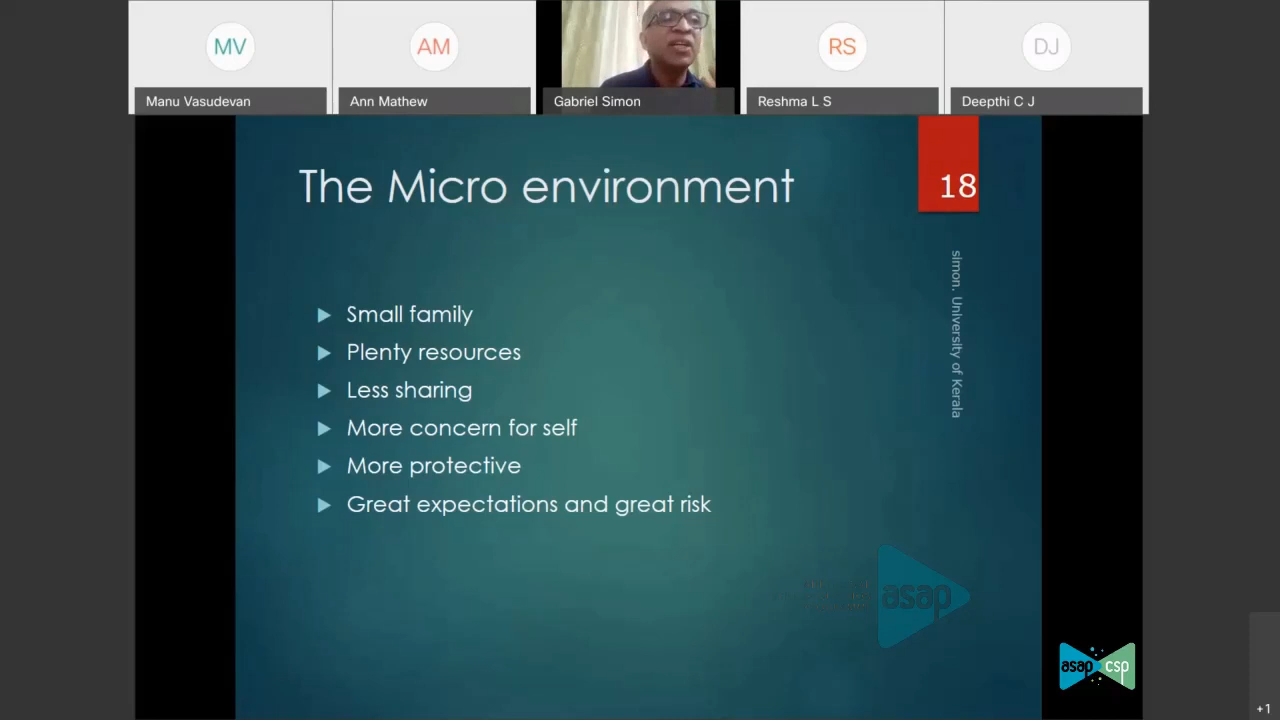 MV
AM
RS
DJ
Manu Vasudevan
Ann Mathew
Gabriel Simon
Reshma L S
Deepthi C J
The Micro environment
18
simon. University of Kerala
Small family
Plenty resources
Less sharing
More concern for self
More protective
Great expectations and great risk
asap
asap csp
+1